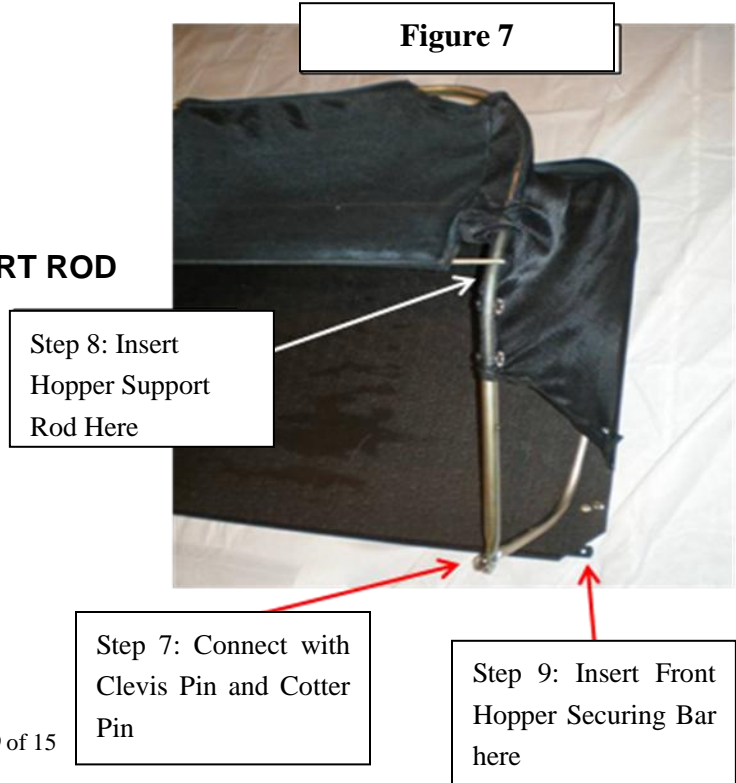 Figure 7
RT ROD
Step 8: Insert
Hopper Support
Rod Here
Step 7: Connect with
Clevis Pin and Cotter
Pin
Step 9: Insert Front
Hopper Securing Bar
here
of 15